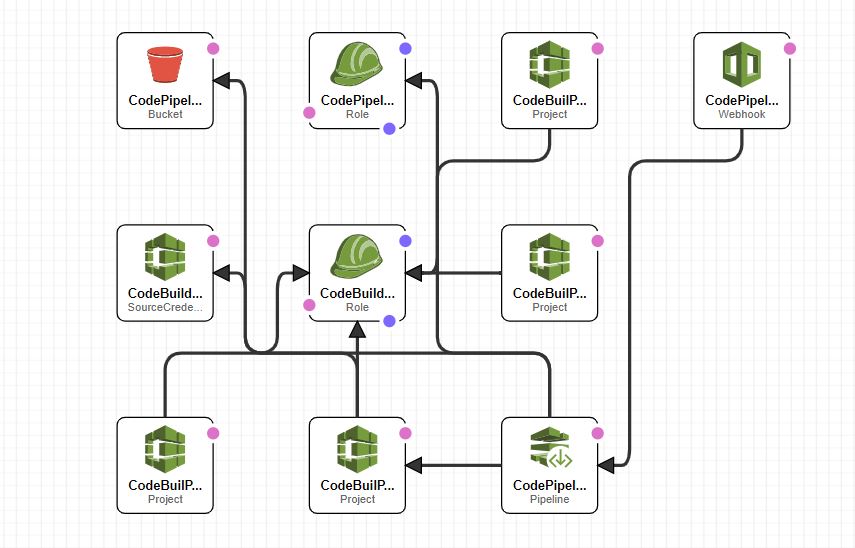 CodePipel...
Bucket
CodePipel...
Role
CodeBuilP...
Project
CodePipel...
Webhook
CodeBuild...
SourceCrede...
CodeBuild...
Role
CodeBuilP...
Project
CodeBuilP...
Project
CodeBuilP...
Project
CodePipel...
Pipeline